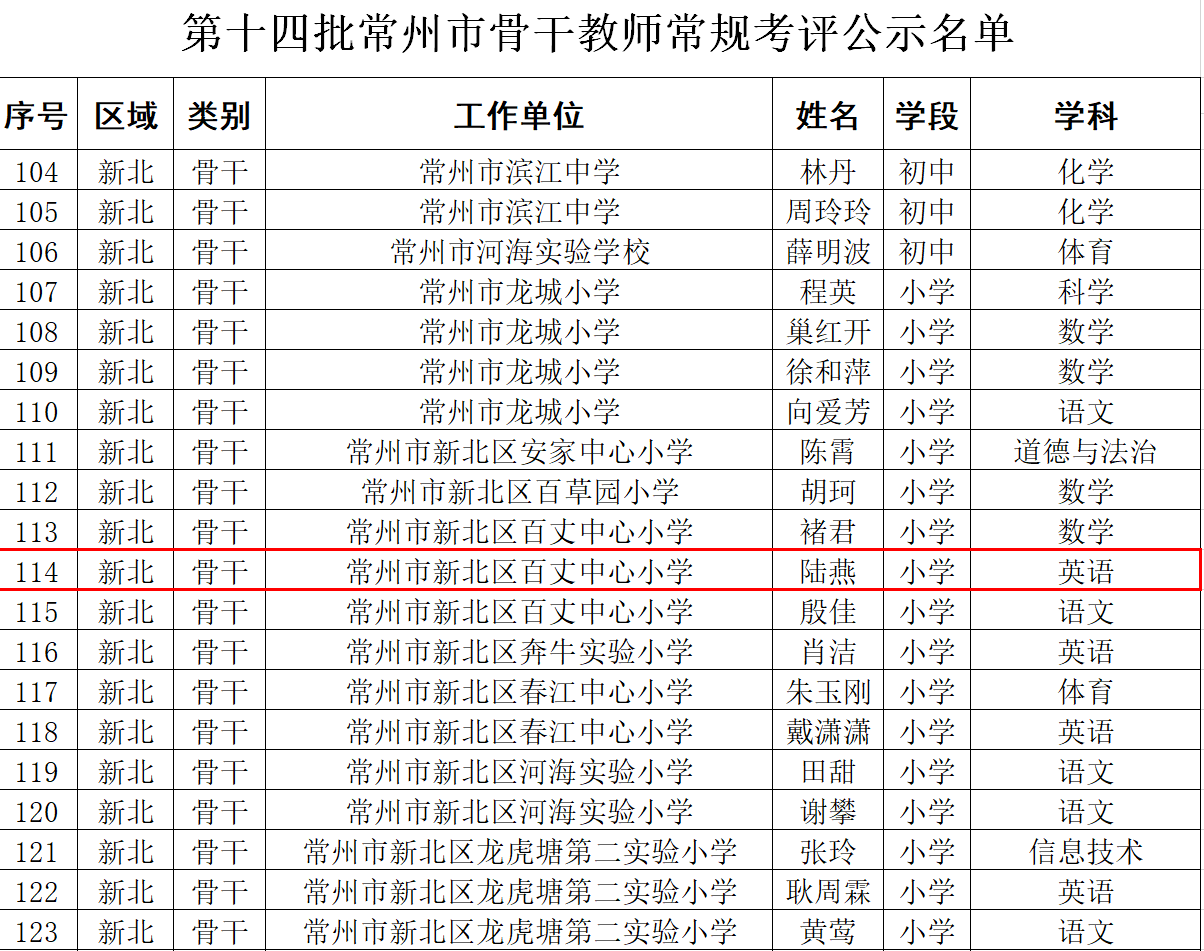 第十四批常州市骨干教师常规考评公示名单
序号 区域 类别 工作单位 姓名 学段 学科
104 新北 骨干 常州市滨江中学 林丹 初中 化学
105 新北 骨干 常州市滨江中学 周玲玲 初中 化学
106 新北 骨干 常州市河海实验学校 薛明波 初中 体育
107 新北 骨干 常州市龙城小学 程英 小学 科学
108 新北 骨干 常州市龙城小学 巢红开 小学 数学
109 新北 骨干 常州市龙城小学 徐和萍 小学 数学
110 新北 骨干 常州市龙城小学 向爱芳 小学 语文
111 新北 骨干 常州市新北区安家中心小学 陈霄 小学 道德与法治
112 新北 骨干 常州市新北区百草园小学 胡珂 小学 数学
113 新北 骨干 常州市新北区百丈中心小学 褚君 小学 数学
114 新北 骨干 常州市新北区百丈中心小学 陆燕 小学 英语
115 新北 骨干 常州市新北区百丈中心小学 殷佳 小学 语文
116 新北 骨干 常州市新北区奔牛实验小学 肖洁 小学 英语
117 新北 骨干 常州市新北区春江中心小学 朱玉刚 小学 体育
118 新北 骨干 常州市新北区春江中心小学 戴潇潇 小学 英语
119 新北 骨干 常州市新北区河海实验小学 田甜 小学 语文
120 新北 骨干 常州市新北区河海实验小学 谢攀 小学 语文
121 新北 骨干 常州市新北区龙虎塘第二实验小学 张玲 小学 信息技术
122 新北 骨干 常州市新北区龙虎塘第二实验小学 耿周霖 小学 英语
123 新北 骨干 常州市新北区龙虎塘第二实验小学 黄莺 小学 语文